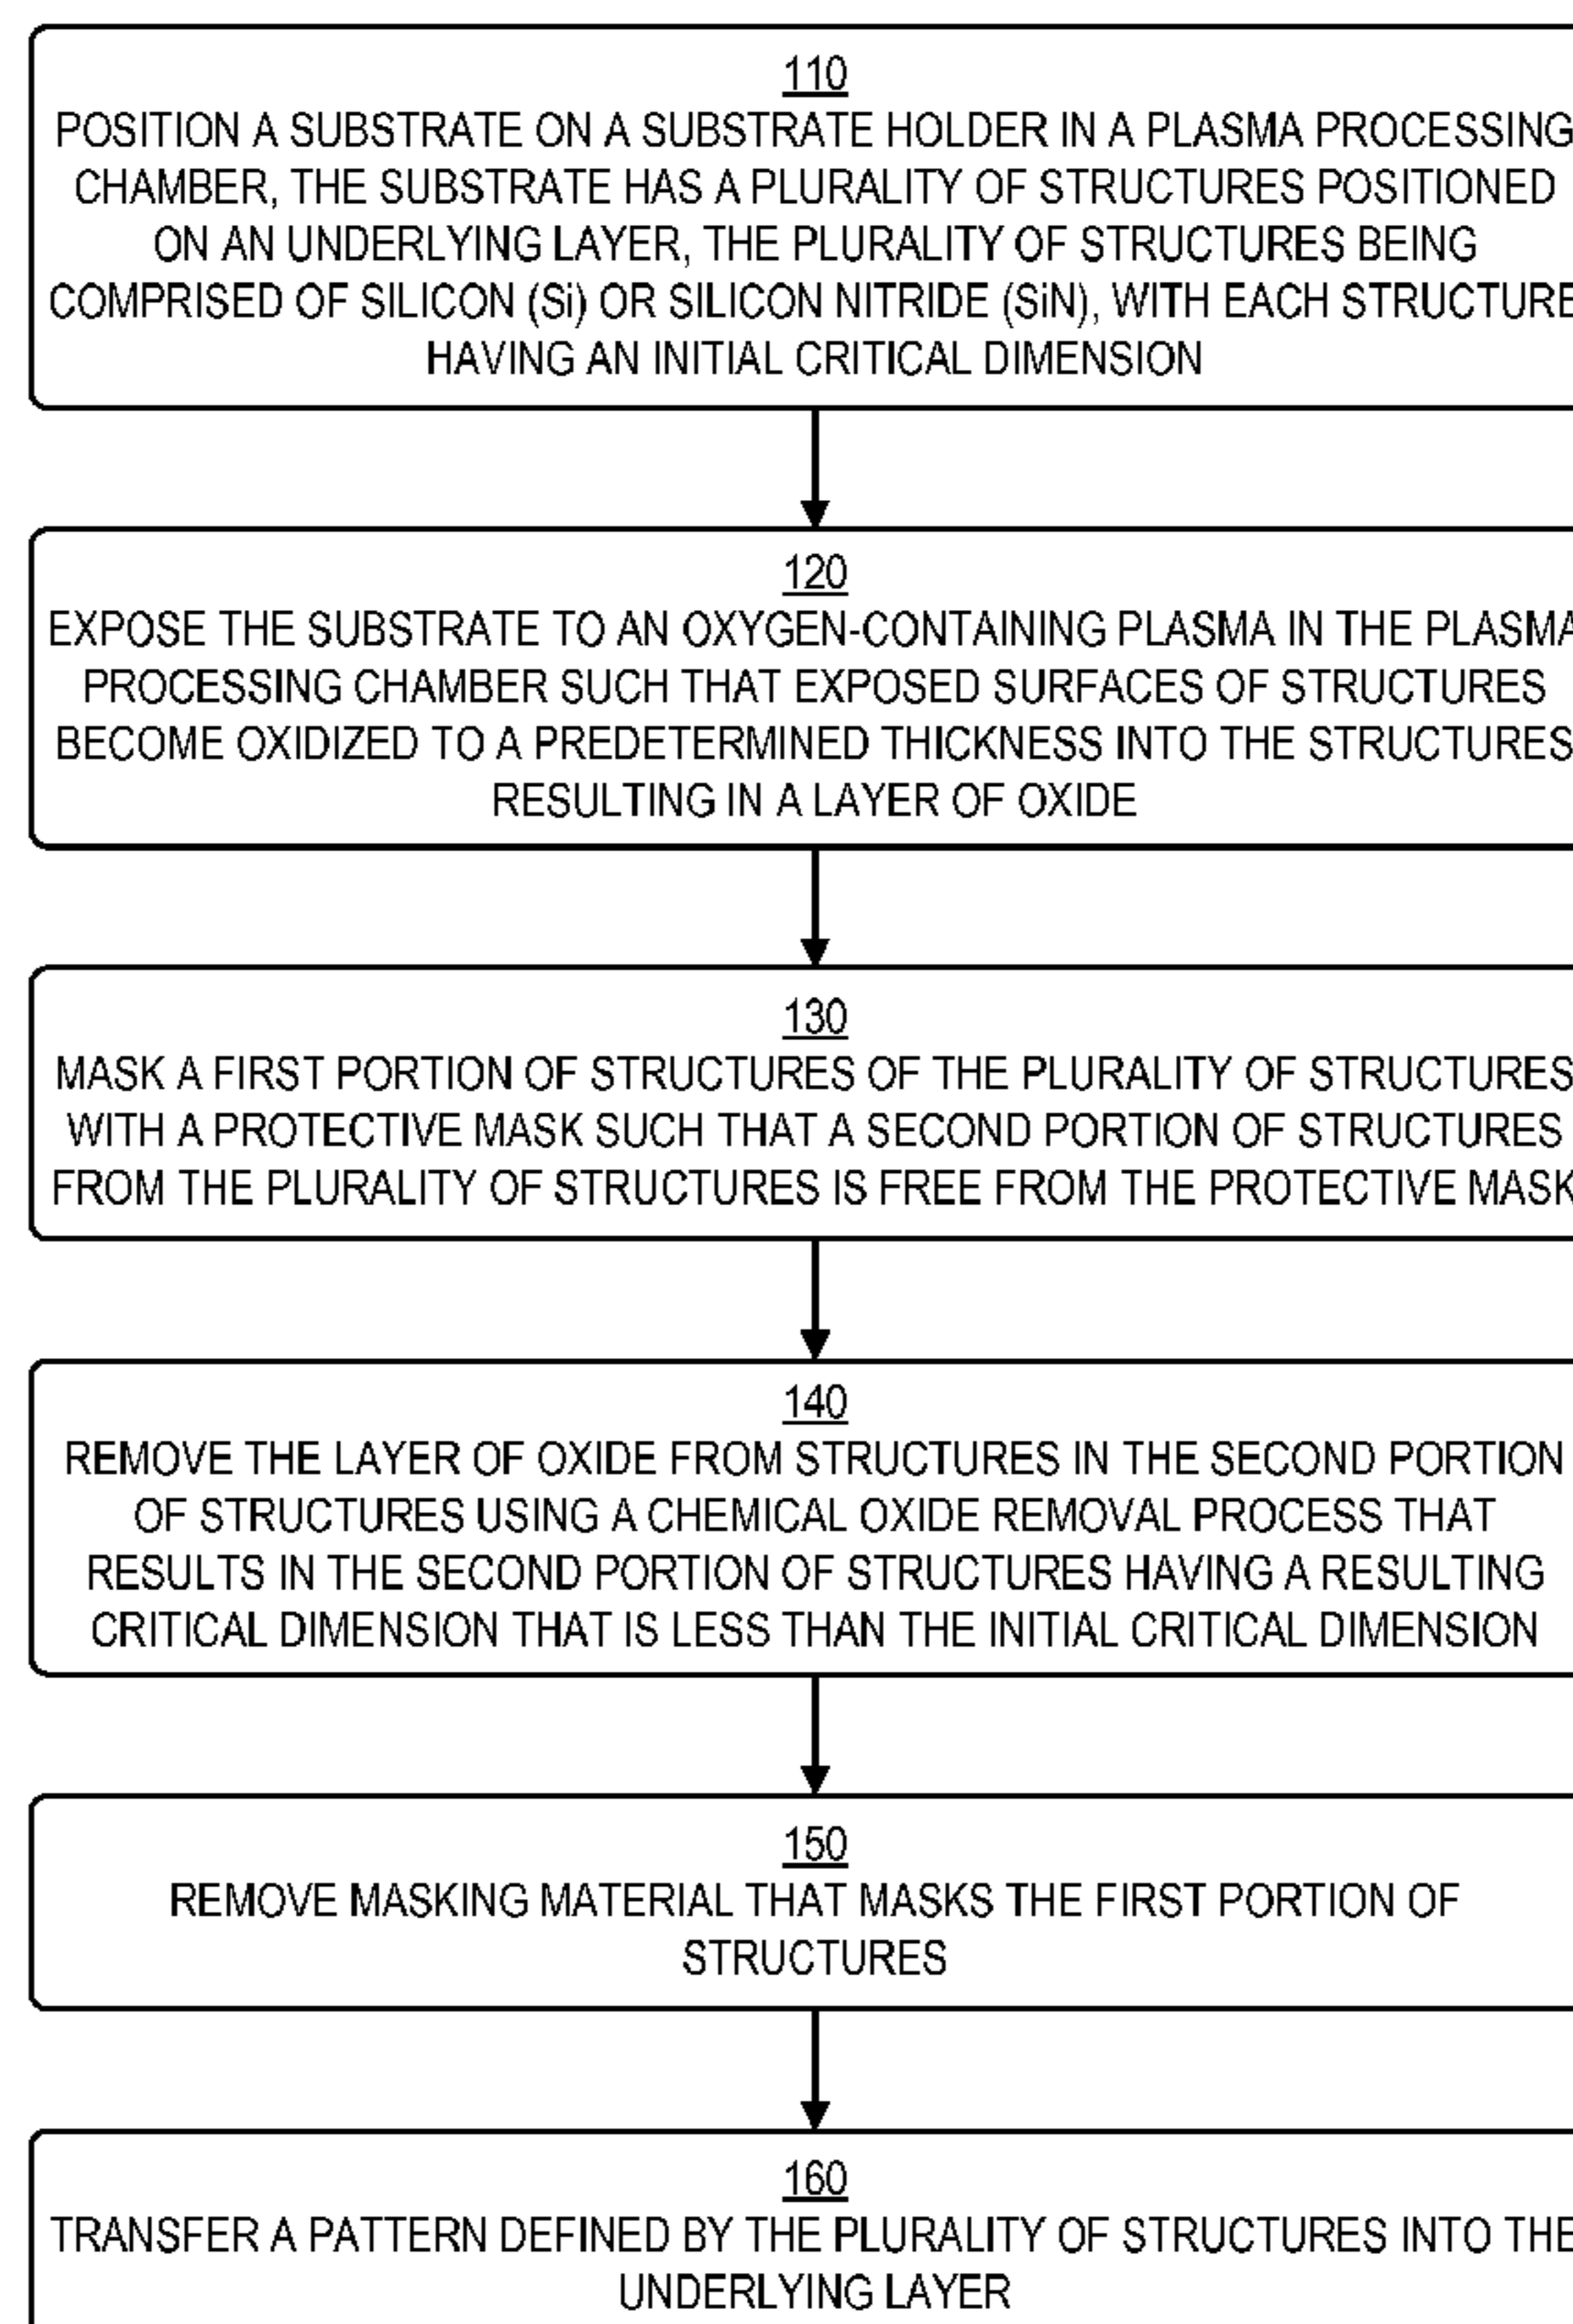 110
POSITION A SUBSTRATE ON A SUBSTRATE HOLDER IN A PLASMA PROCESSING
CHAMBER, THE SUBSTRATE HAS A PLURALITY OF STRUCTURES POSITIONED
ON AN UNDERLYING LAYER, THE PLURALITY OF STRUCTURES BEING
COMPRISED OF SILICON (Si) OR SILICON NITRIDE (SiN), WITH EACH STRUCTURE
HAVING AN INITIAL CRITICAL DIMENSION
120
EXPOSE THE SUBSTRATE TO AN OXYGEN-CONTAINING PLASMA IN THE PLASMA
PROCESSING CHAMBER SUCH THAT EXPOSED SURFACES OF STRUCTURES
BECOME OXIDIZED TO A PREDETERMINED THICKNESS INTO THE STRUCTURES
RESULTING IN A LAYER OF OXIDE
130
MASK A FIRST PORTION OF STRUCTURES OF THE PLURALITY OF STRUCTURES
WITH A PROTECTIVE MASK SUCH THAT A SECOND PORTION OF STRUCTURES
FROM THE PLURALITY OF STRUCTURES IS FREE FROM THE PROTECTIVE MASK
140
REMOVE THE LAYER OF OXIDE FROM STRUCTURES IN THE SECOND PORTION
OF STRUCTURES USING A CHEMICAL OXIDE REMOVAL PROCESS THAT
RESULTS IN THE SECOND PORTION OF STRUCTURES HAVING A RESULTING
CRITICAL DIMENSION THAT IS LESS THAN THE INITIAL CRITICAL DIMENSION
150
REMOVE MASKING MATERIAL THAT MASKS THE FIRST PORTION OF
STRUCTURES
160
TRANSFER A PATTERN DEFINED BY THE PLURALITY OF STRUCTURES INTO THE
UNDERLYING LAYER